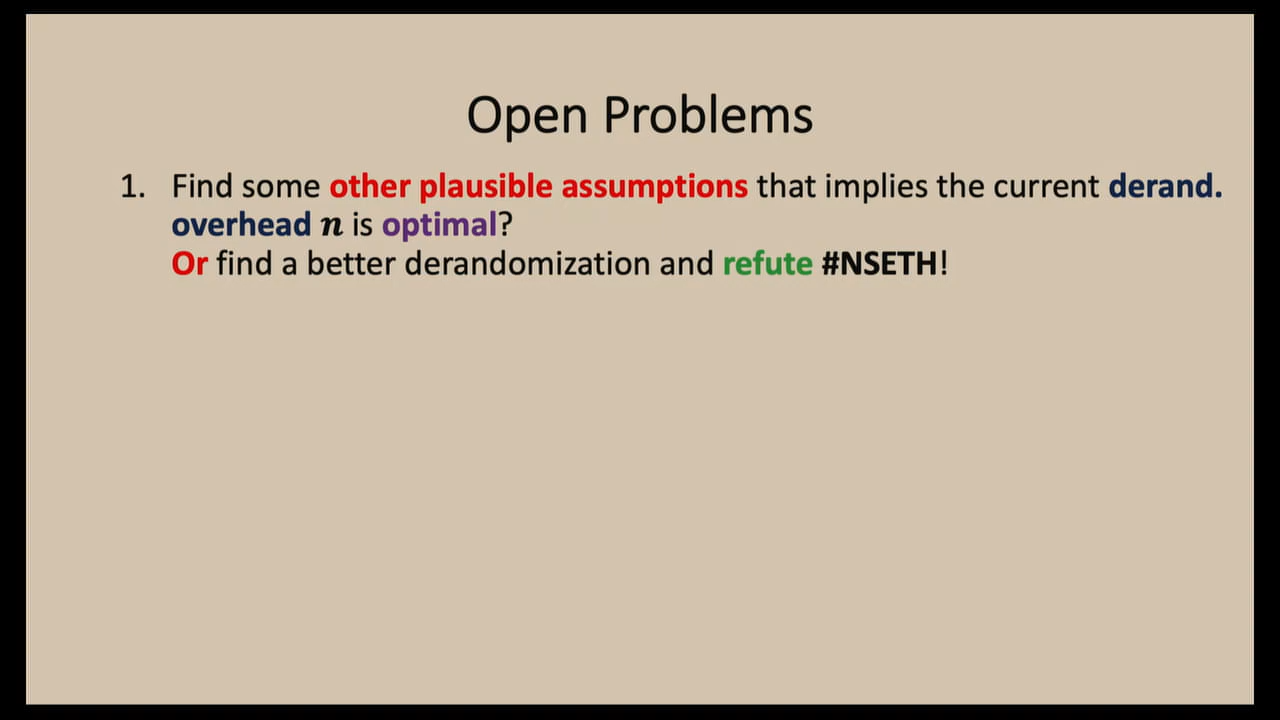 Open Problems
1. Find some other plausible assumptions that implies the current derand.
overhead n is optimal?
Or find a better derandomization and refute #NSETH!